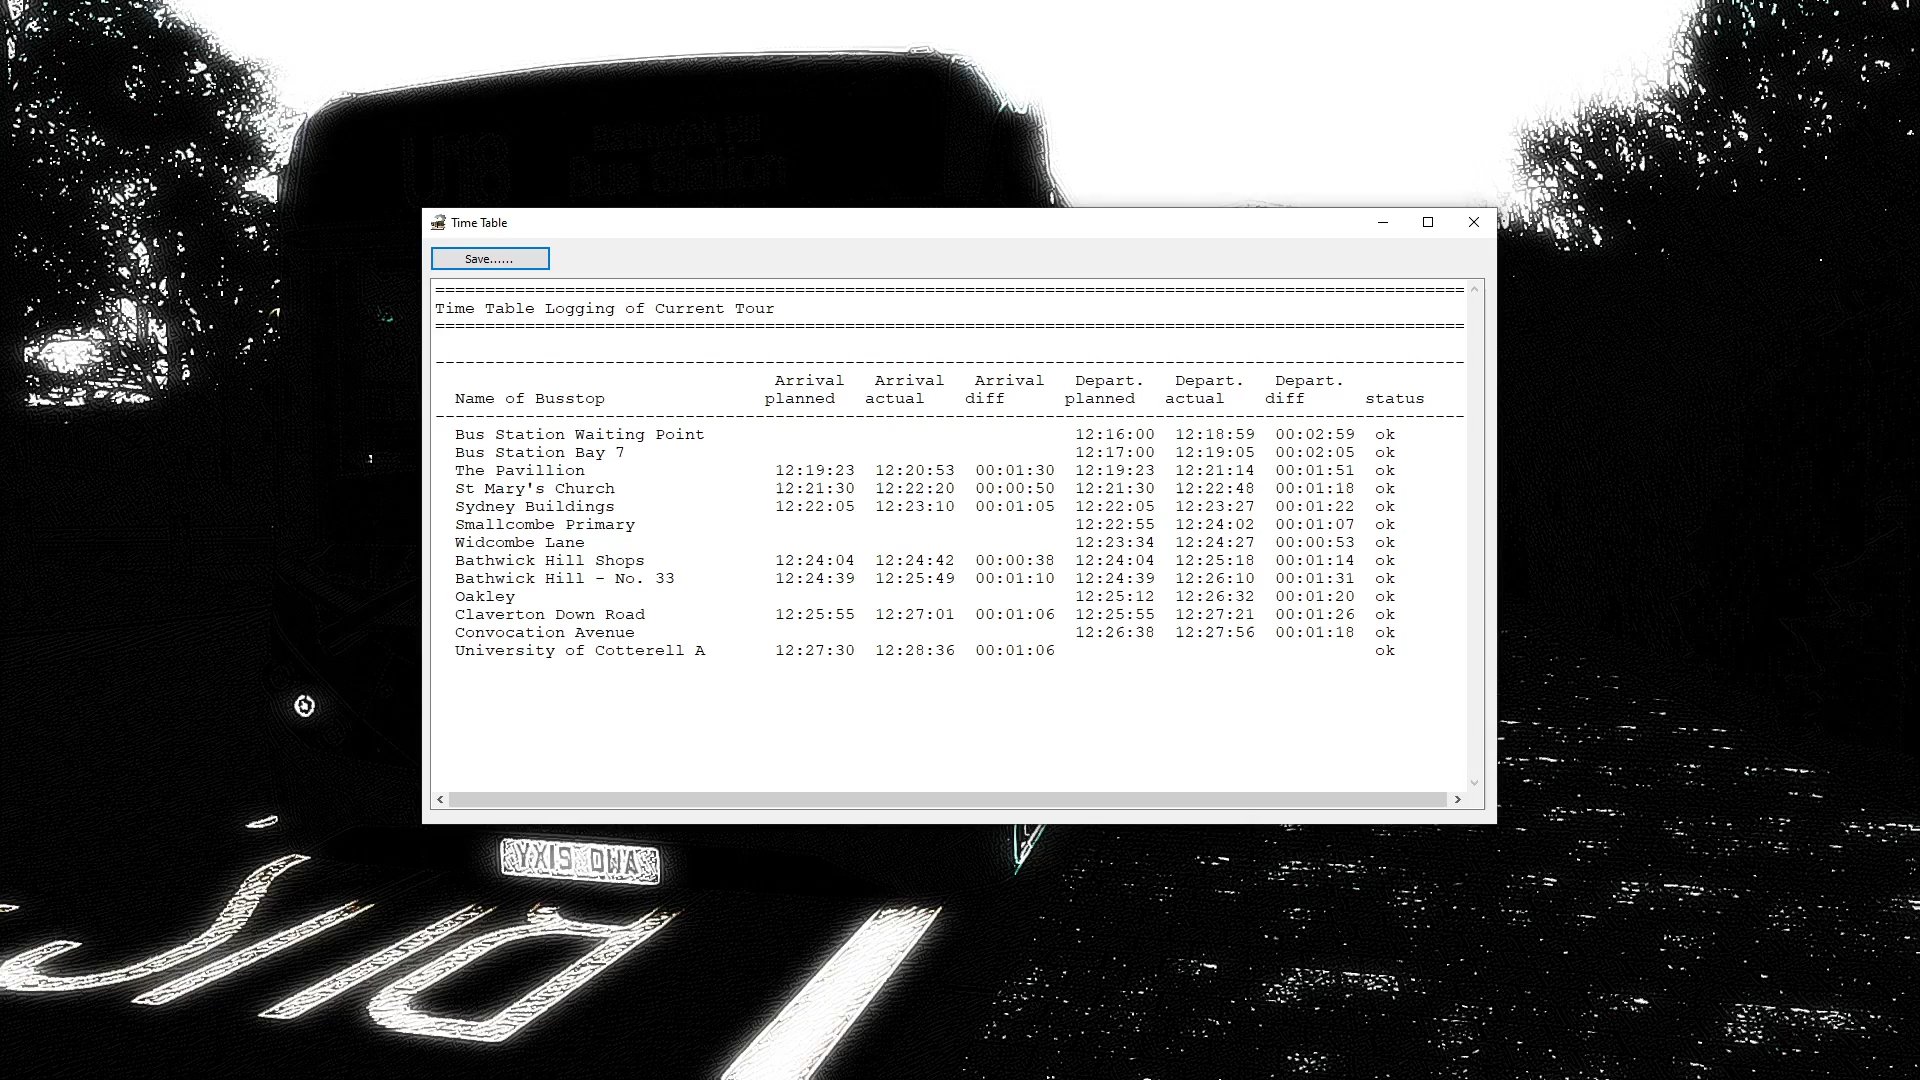 U18
Bathwick Hill
Bus Station
Time Table
Save......
==========================================================================================================
Time Table Logging of Current Tour
==========================================================================================================
----------------------------------------------------------------------------------------------------------
Arrival Arrival Arrival Depart. Depart. Depart.
Name of Busstop planned actual diff planned actual diff status
----------------------------------------------------------------------------------------------------------
Bus Station Waiting Point 12:16:00 12:18:59 00:02:59 ok
Bus Station Bay 7 12:17:00 12:19:05 00:02:05 ok
The Pavillion 12:19:23 12:20:53 00:01:30 12:19:23 12:21:14 00:01:51 ok
St Mary's Church 12:21:30 12:22:20 00:00:50 12:21:30 12:22:48 00:01:18 ok
Sydney Buildings 12:22:05 12:23:10 00:01:05 12:22:05 12:23:27 00:01:22 ok
Smallcombe Primary 12:22:55 12:24:02 00:01:07 ok
Widcombe Lane 12:23:34 12:24:27 00:00:53 ok
Bathwick Hill Shops 12:24:04 12:24:42 00:00:38 12:24:04 12:25:18 00:01:14 ok
Bathwick Hill - No. 33 12:24:39 12:25:49 00:01:10 12:24:39 12:26:10 00:01:31 ok
Oakley 12:25:12 12:26:32 00:01:20 ok
Claverton Down Road 12:25:55 12:27:01 00:01:06 12:25:55 12:27:21 00:01:26 ok
Convocation Avenue 12:26:38 12:27:56 00:01:18 ok
University of Cotterell A 12:27:30 12:28:36 00:01:06 ok